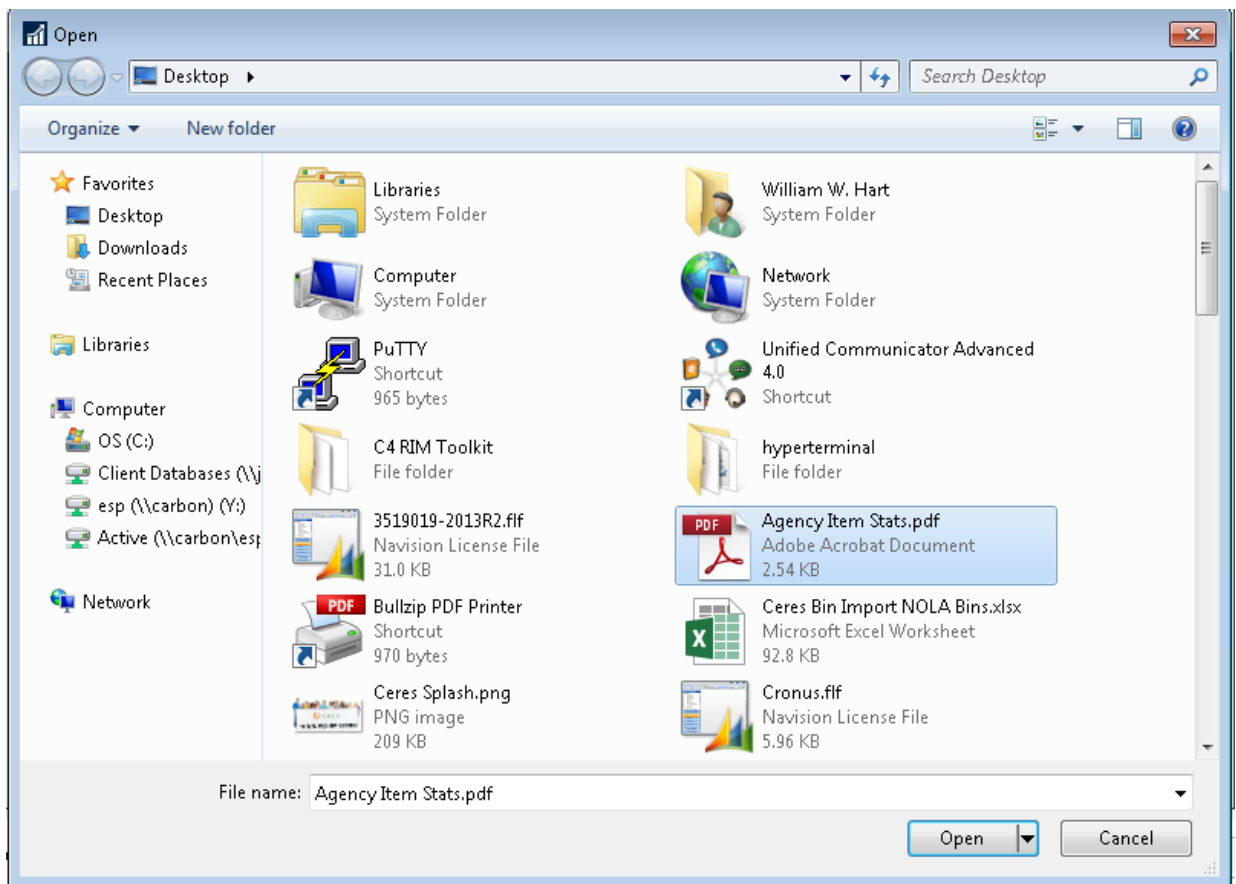 Open
Desktop
Search Desktop
Organize
New folder
Favorites
Desktop
Downloads
Recent Places
Libraries
Computer
OS (C:)
Client Databases (\\j
esp (\\carbon) (Y:)
Active (\\carbon\esp
Network
Libraries
System Folder
William W. Hart
System Folder
Computer
System Folder
Network
System Folder
PuTTY
Shortcut
965 bytes
Unified Communicator Advanced
4.0
Shortcut
C4 RIM Toolkit
File folder
hyperterminal
File folder
3519019-2013R2.flf
Navision License File
31.0 KB
PDF
Agency Item Stats.pdf
Adobe Acrobat Document
2.54 KB
PDF
Bullzip PDF Printer
Shortcut
970 bytes
Ceres Bin Import NOLA Bins.xlsx
Microsoft Excel Worksheet
92.8 KB
Ceres Splash.png
PNG image
209 KB
Cronus.flf
Navision License File
5.96 KB
File name:
Agency Item Stats.pdf
Open
Cancel